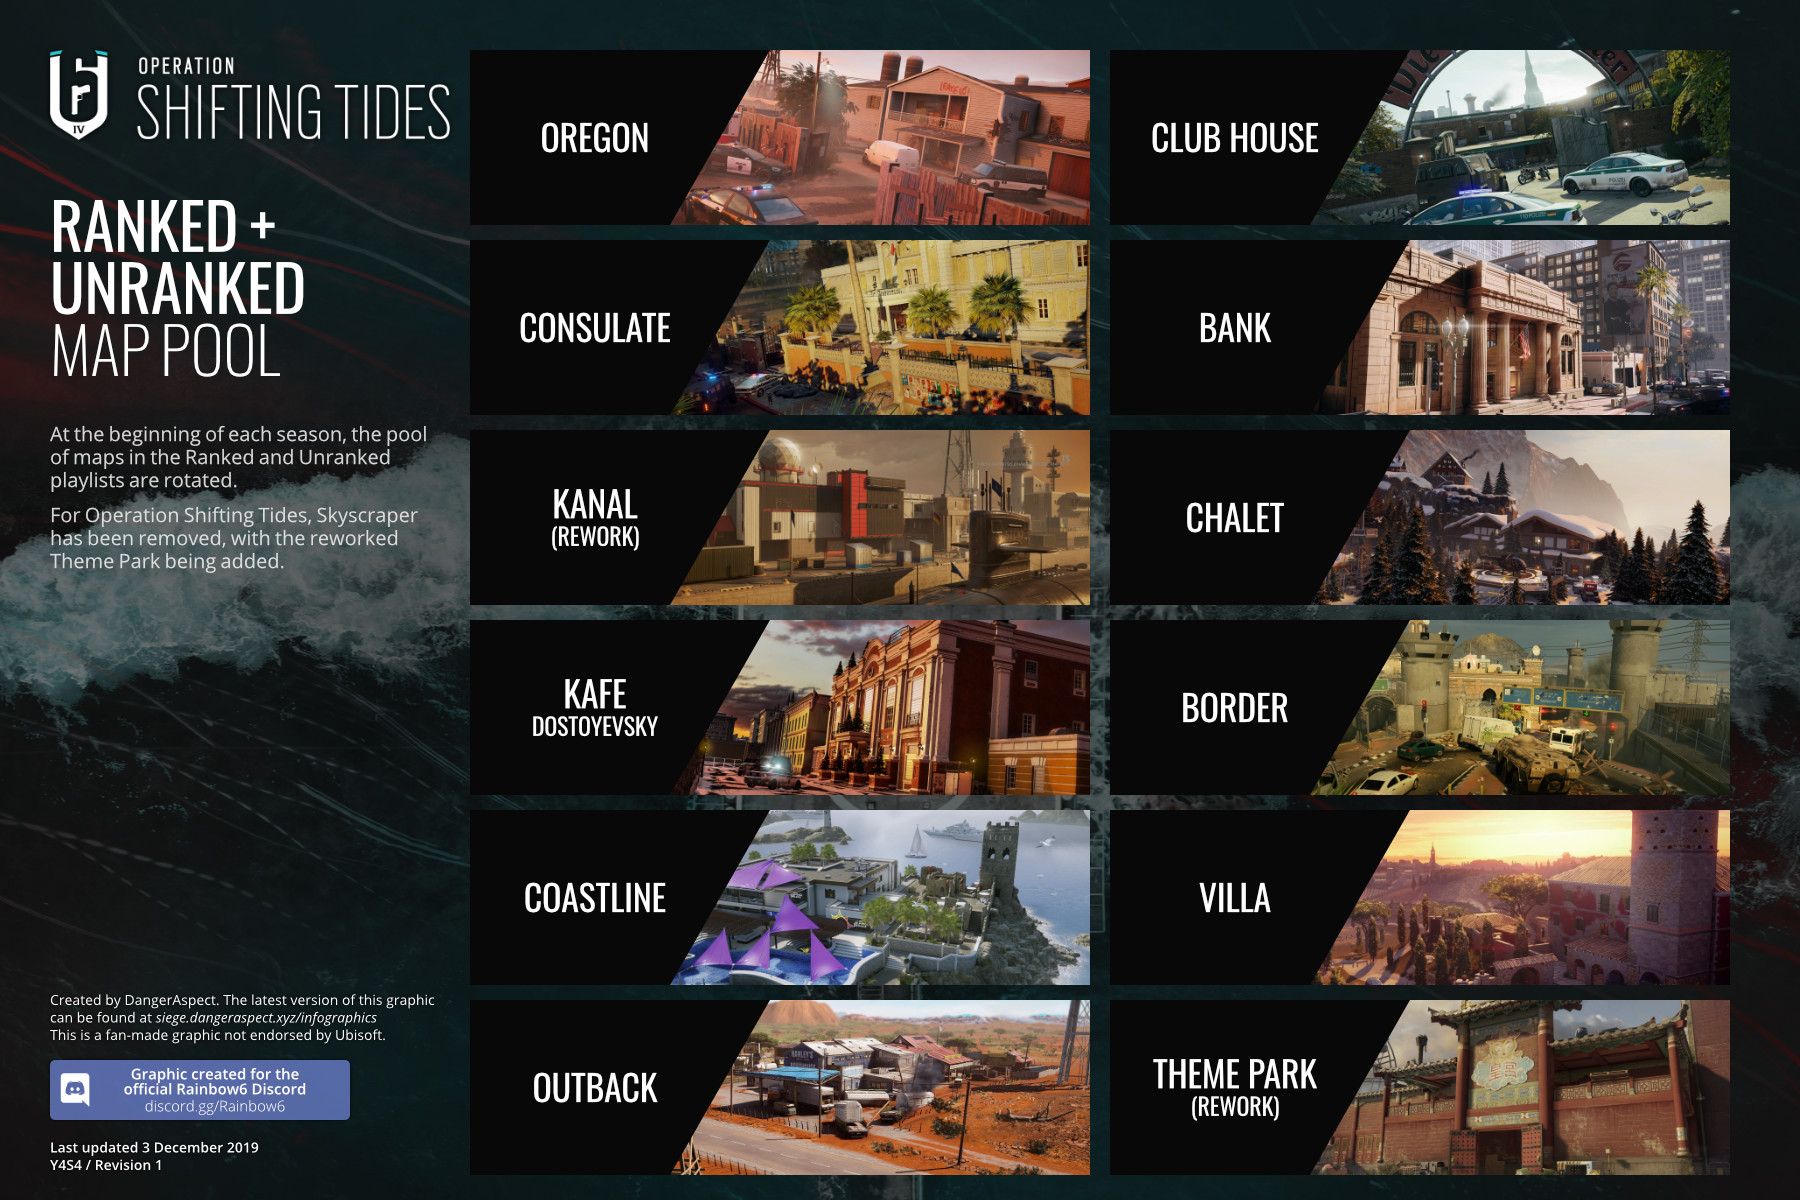 OPERATION
SHIFTING TIDES
IV
RANKED +
UNRANKED
MAP POOL
At the beginning of each season, the pool
of maps in the Ranked and Unranked
playlists are rotated.
For Operation Shifting Tides, Skyscraper
has been removed, with the reworked
Theme Park being added.
Created by DangerAspect. The latest version of this graphic
can be found at siege.dangeraspect.xyz/infographics
This is a fan-made graphic not endorsed by Ubisoft.
Graphic created for the
official Rainbow6 Discord
discord.gg/Rainbow6
Last updated 3 December 2019
Y4S4 / Revision 1
OREGON
CLUB HOUSE
CONSULATE
BANK
KANAL
(REWORK)
CHALET
KAFE
DOSTOYEVSKY
BORDER
COASTLINE
VILLA
OUTBACK
THEME PARK
(REWORK)